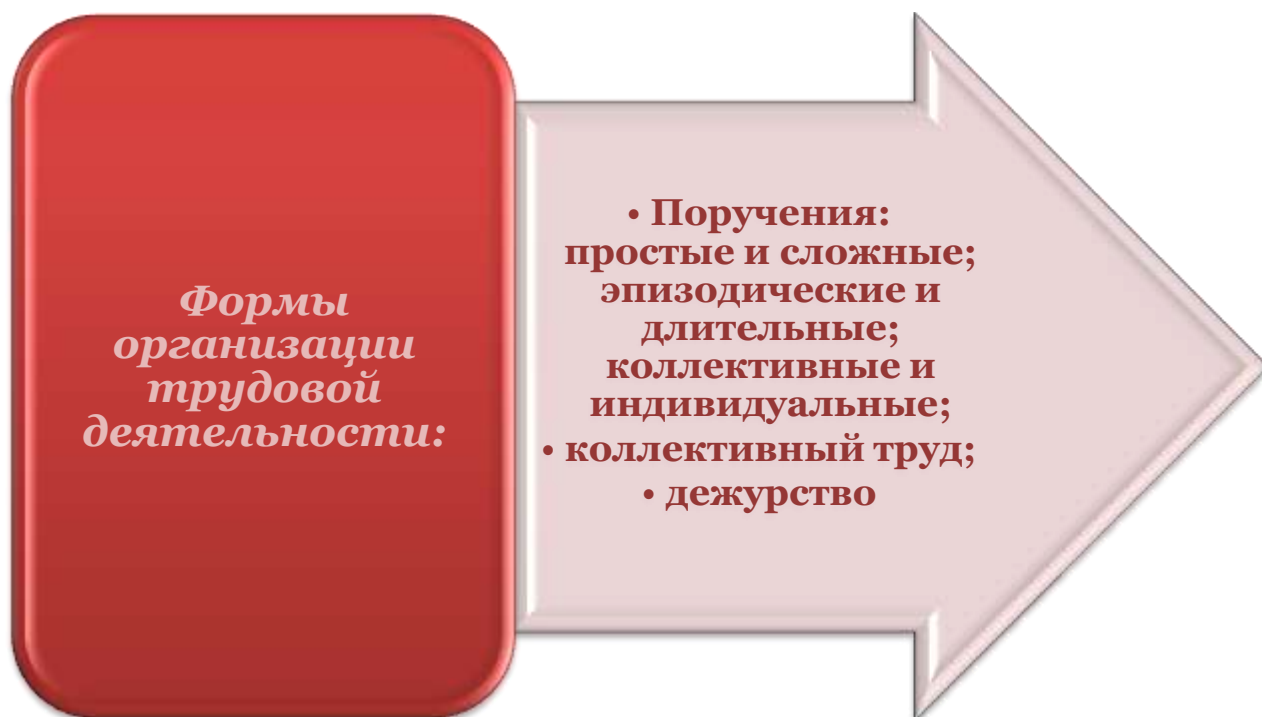 Формы
организации
трудовой
деятельности:
• Поручения:
простые и сложные;
эпизодические и
длительные;
коллективные и
индивидуальные;
• коллективный труд;
• дежурство